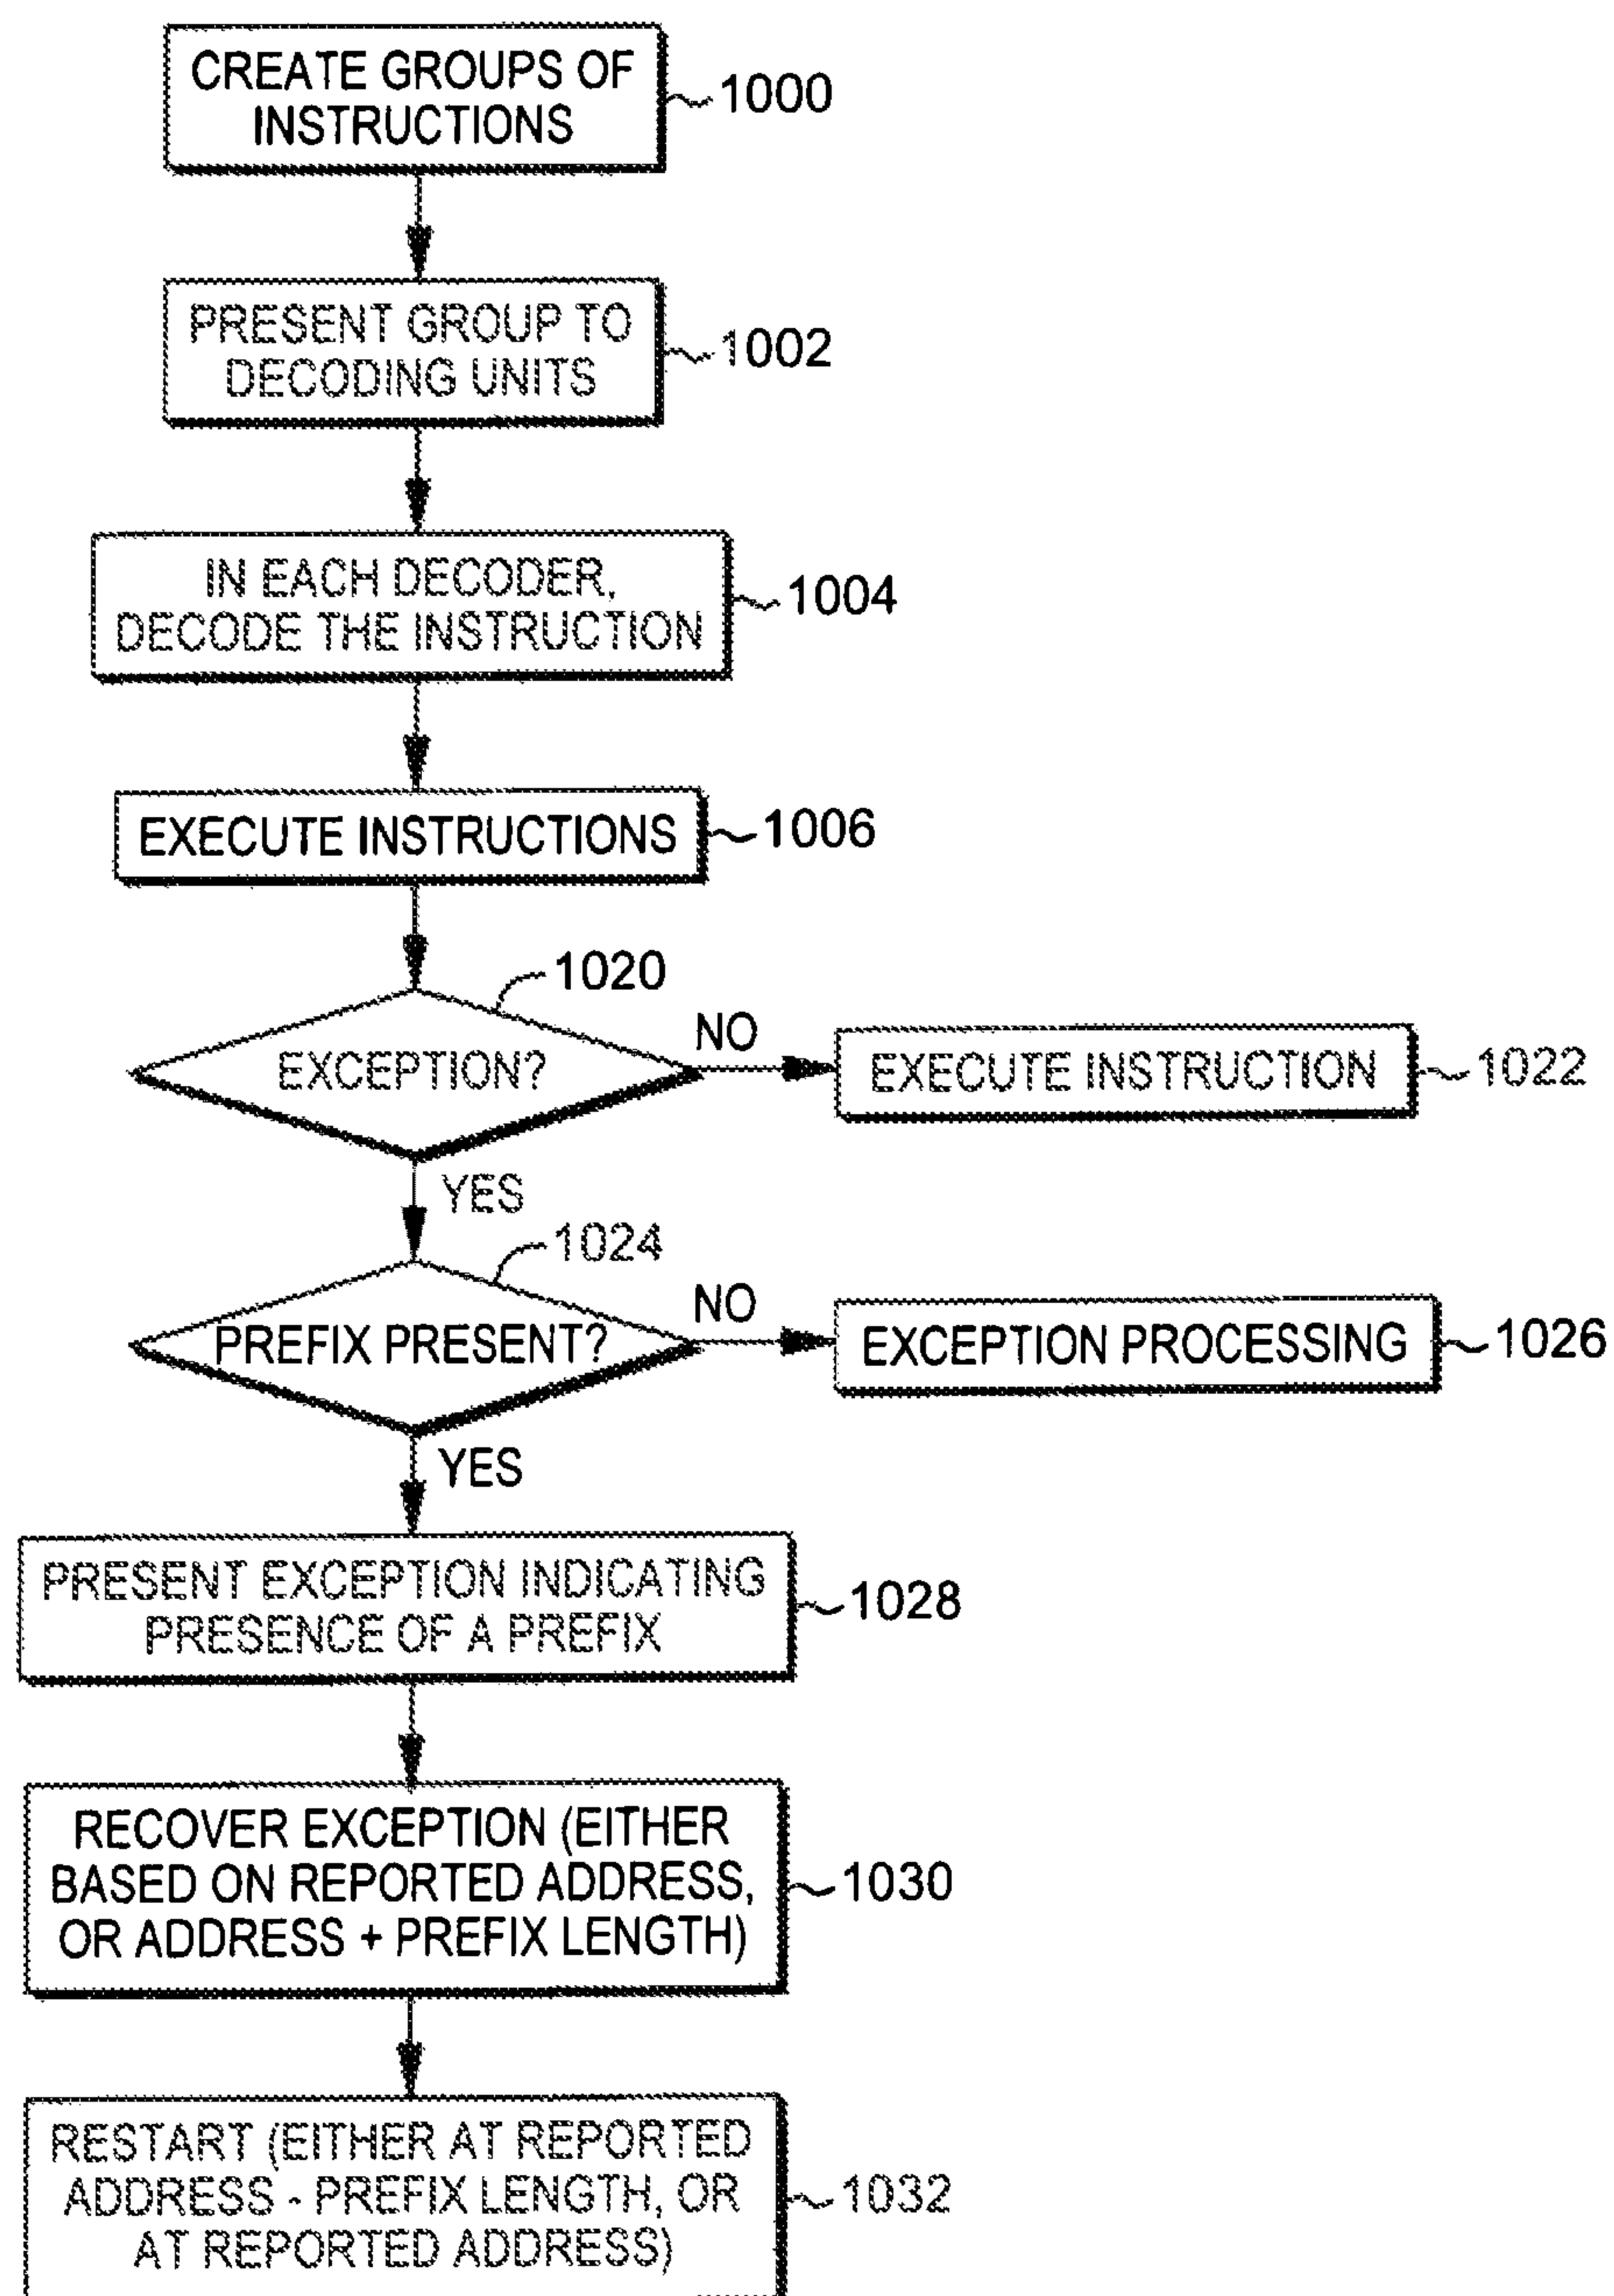 CREATE GROUPS OF
INSTRUCTIONS
1000
PRESENT GROUP TO
DECODING UNITS
1002
IN EACH DECODER,
DECODE THE INSTRUCTION
1004
EXECUTE INSTRUCTIONS
1006
1020
EXCEPTION?
NO
EXECUTE INSTRUCTION
1022
YES
1024
PREFIX PRESENT?
NO
EXCEPTION PROCESSING
1026
YES
PRESENT EXCEPTION INDICATING
PRESENCE OF A PREFIX
1028
RECOVER EXCEPTION (EITHER
BASED ON REPORTED ADDRESS,
OR ADDRESS + PREFIX LENGTH)
1030
RESTART (EITHER AT REPORTED
ADDRESS - PREFIX LENGTH, OR
AT REPORTED ADDRESS)
1032